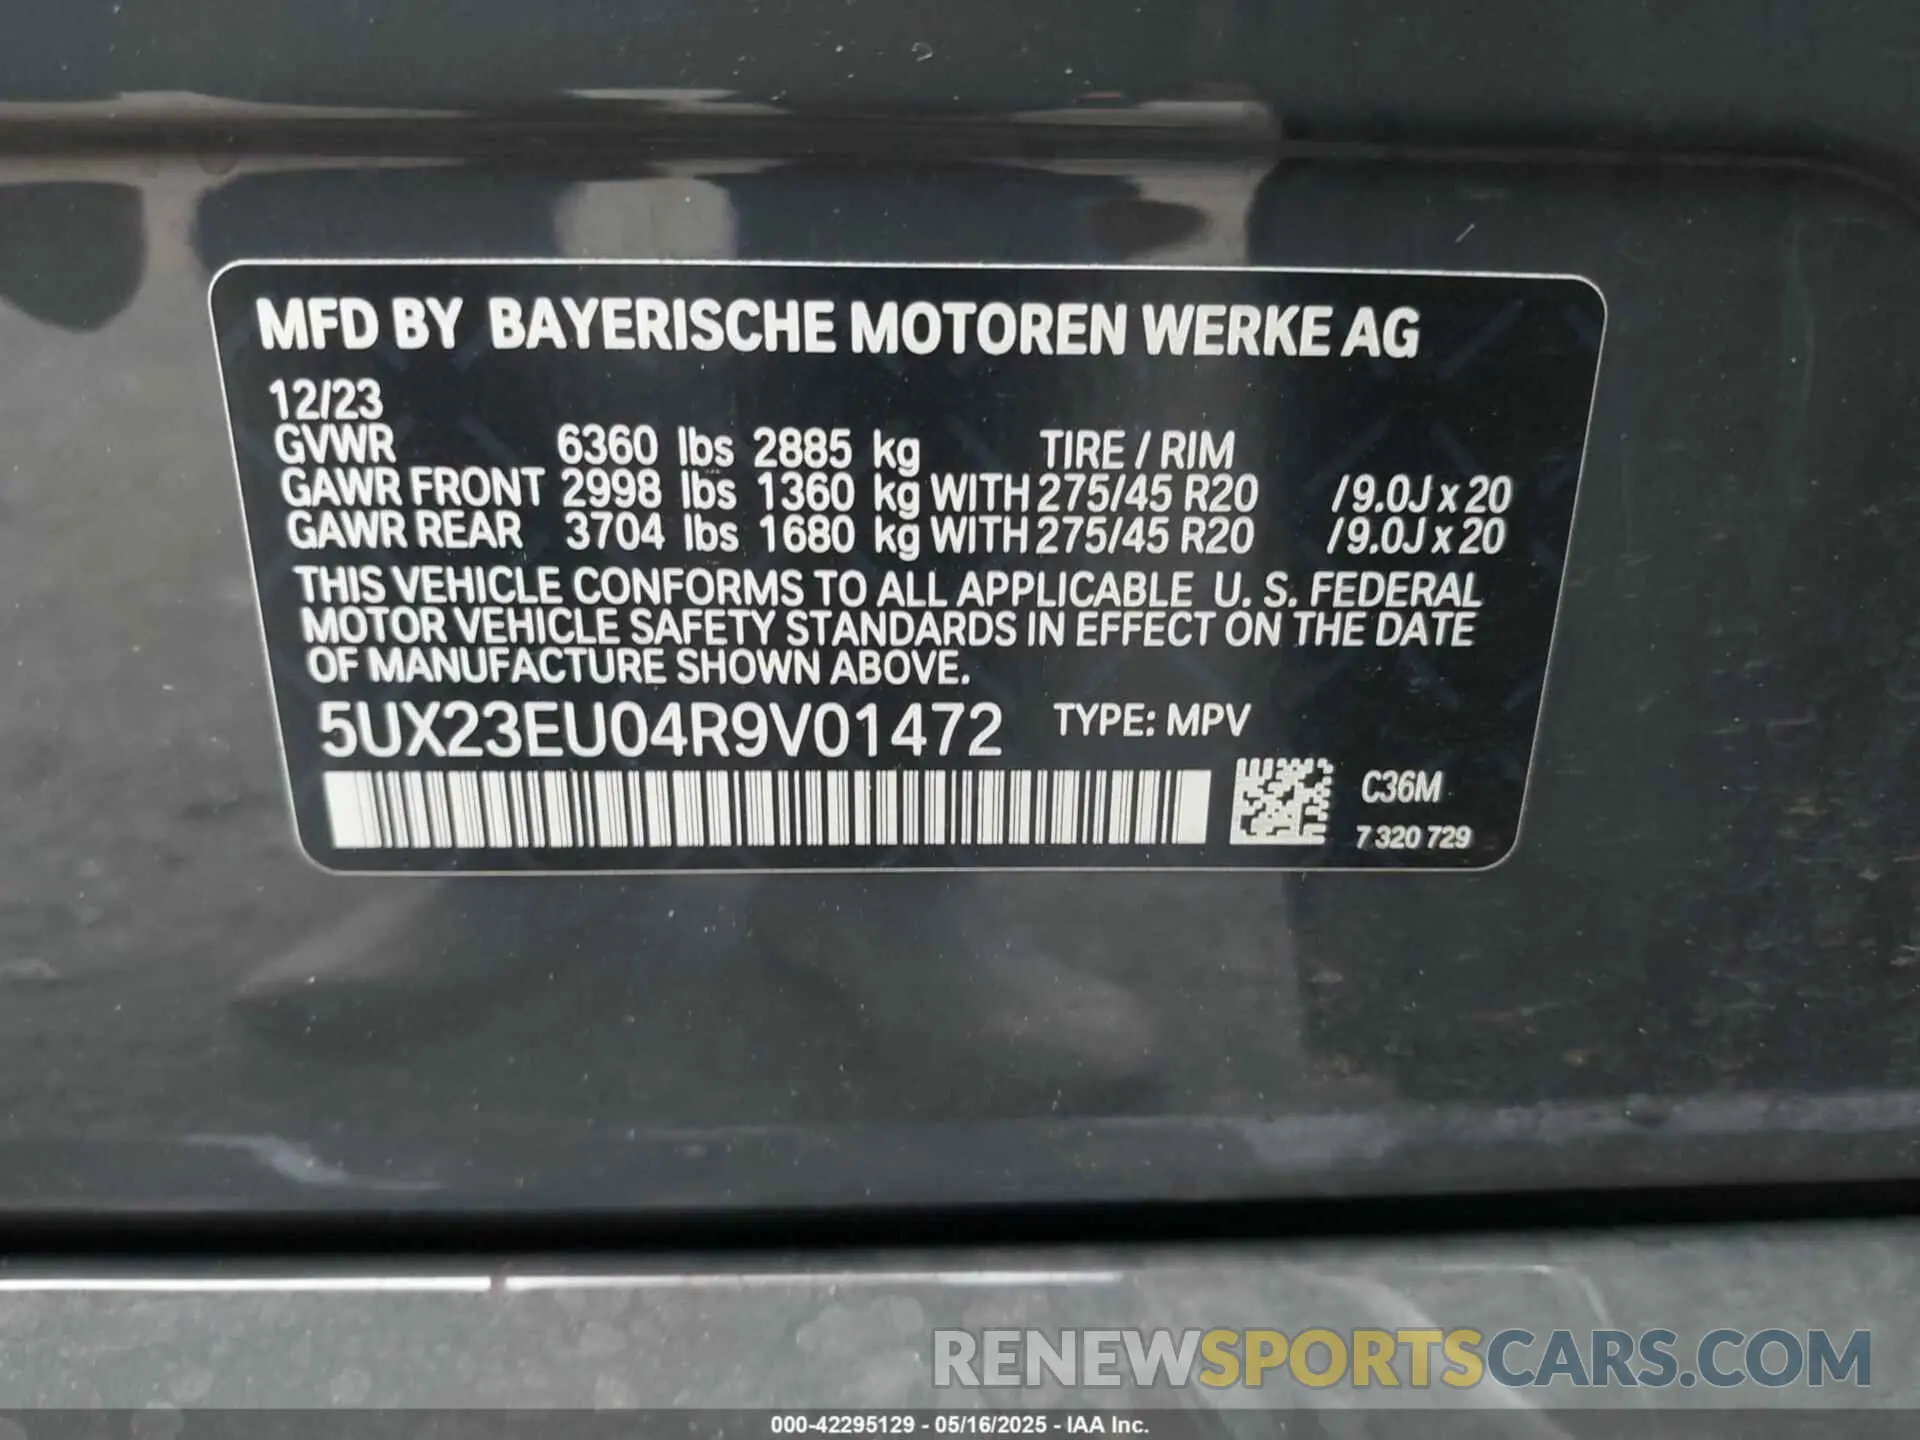 MFD BY BAYERISCHE MOTOREN WERKE AG
12/23
GVWR 6360 lbs 2885 kg TIRE / RIM
GAWR FRONT 2998 lbs 1360 kg WITH 275/45 R20 /9.0J x 20
GAWR REAR 3704 lbs 1680 kg WITH 275/45 R20 /9.0J x 20
THIS VEHICLE CONFORMS TO ALL APPLICABLE U. S. FEDERAL
MOTOR VEHICLE SAFETY STANDARDS IN EFFECT ON THE DATE
OF MANUFACTURE SHOWN ABOVE.
5UX23EU04R9V01472 TYPE: MPV
C36M
7 320 729
RENEWSPORTSCARS.COM
000-42295129 - 05/16/2025 - IAA Inc.